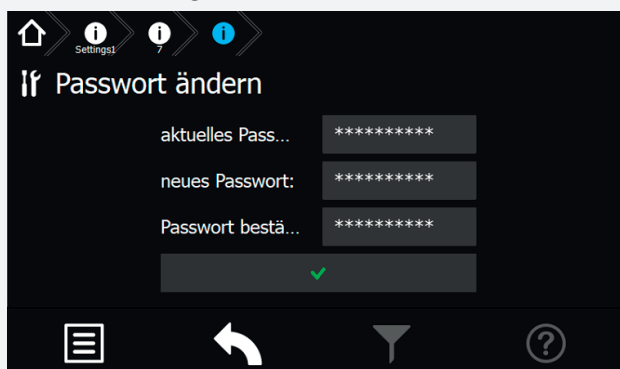 Settings1
7
Passwort ändern
aktuelles Pass... **********
neues Passwort: **********
Passwort bestä... **********